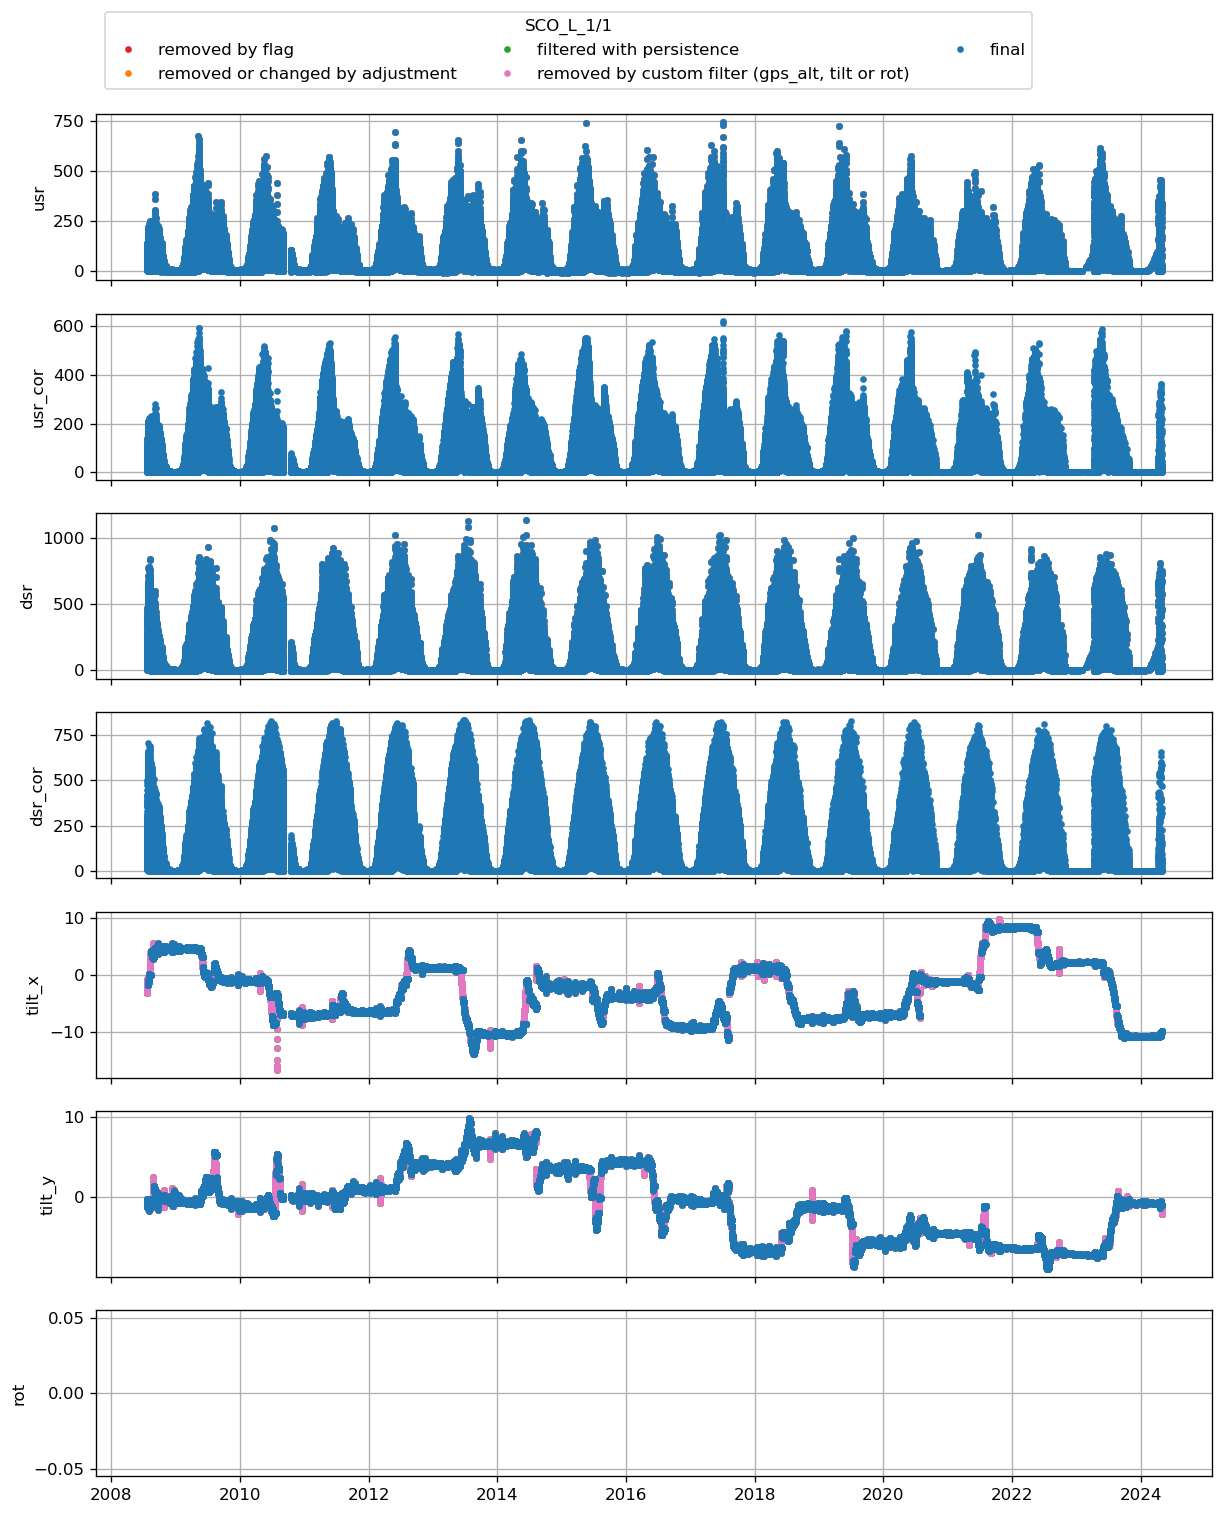 SCO_L_1/1
removed by flag
filtered with persistence
final
removed or changed by adjustment
removed by custom filter (gps_alt, tilt or rot)
750
500
250
0
usr
600
400
200
0
usr_cor
1000
500
0
dsr
750
500
250
0
dsr_cor
10
0
−10
tilt_x
10
0
tilt_y
0.05
0.00
−0.05
rot
2008 2010 2012 2014 2016 2018 2020 2022 2024